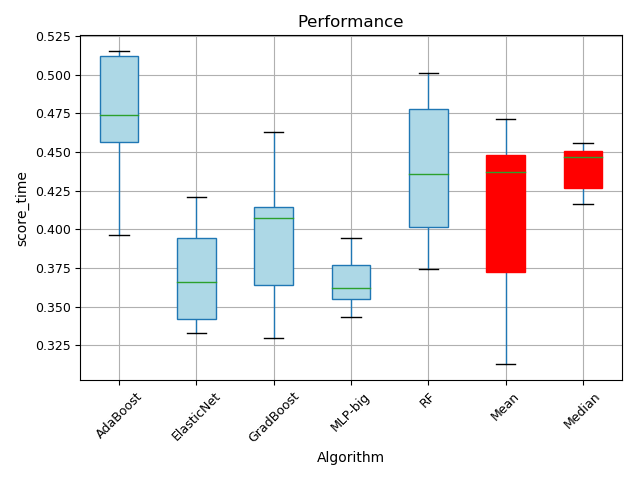 Performance
0.525
0.500
0.475
0.450
0.425
0.400
0.375
0.350
0.325
score_time
AdaBoost
ElasticNet
GradBoost
MLP-big
RF
Mean
Median
Algorithm